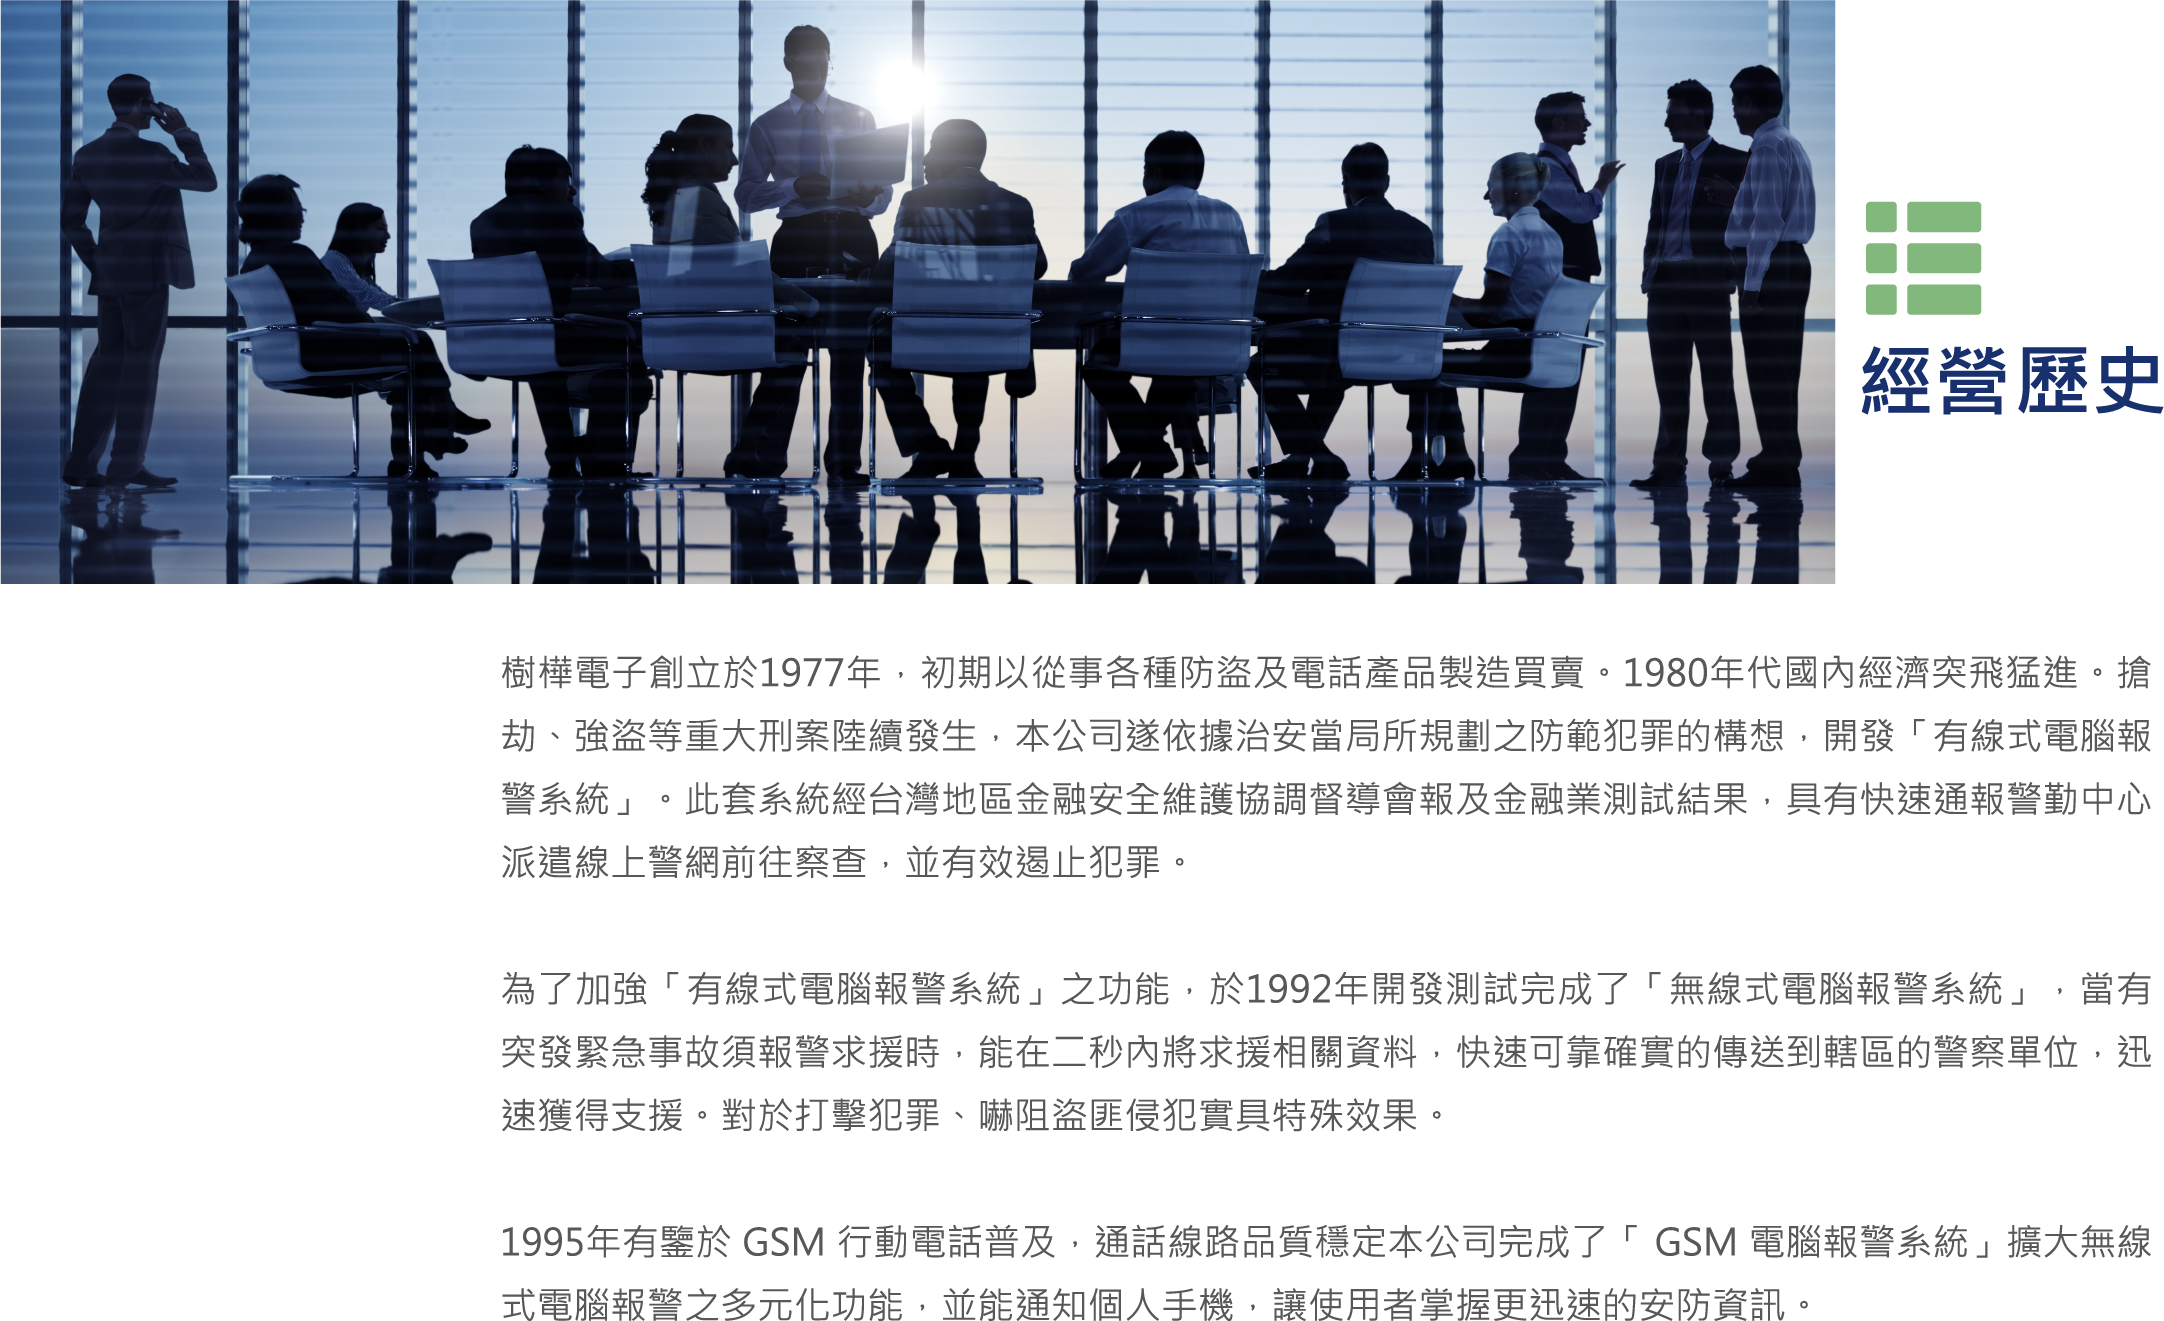 經營歷史
樹樺電子創立於1977年，初期以從事各種防盜及電話產品製造買賣。1980年代國內經濟突飛猛進。搶
劫、強盜等重大刑案陸續發生，本公司遂依據治安當局所規劃之防範犯罪的構想，開發「有線式電腦報
警系統」。此套系統經台灣地區金融安全維護協調督導會報及金融業測試結果，具有快速通報警勤中心
派遣線上警網前往察查，並有效遏止犯罪。
為了加強「有線式電腦報警系統」之功能，於1992年開發測試完成了「無線式電腦報警系統」，當有
突發緊急事故須報警求援時，能在二秒內將求援相關資料，快速可靠確實的傳送到轄區的警察單位，迅
速獲得支援。對於打擊犯罪、嚇阻盜匪侵犯實具特殊效果。
1995年有鑒於 GSM 行動電話普及，通話線路品質穩定本公司完成了「 GSM 電腦報警系統」擴大無線
式電腦報警之多元化功能，並能通知個人手機，讓使用者掌握更迅速的安防資訊。